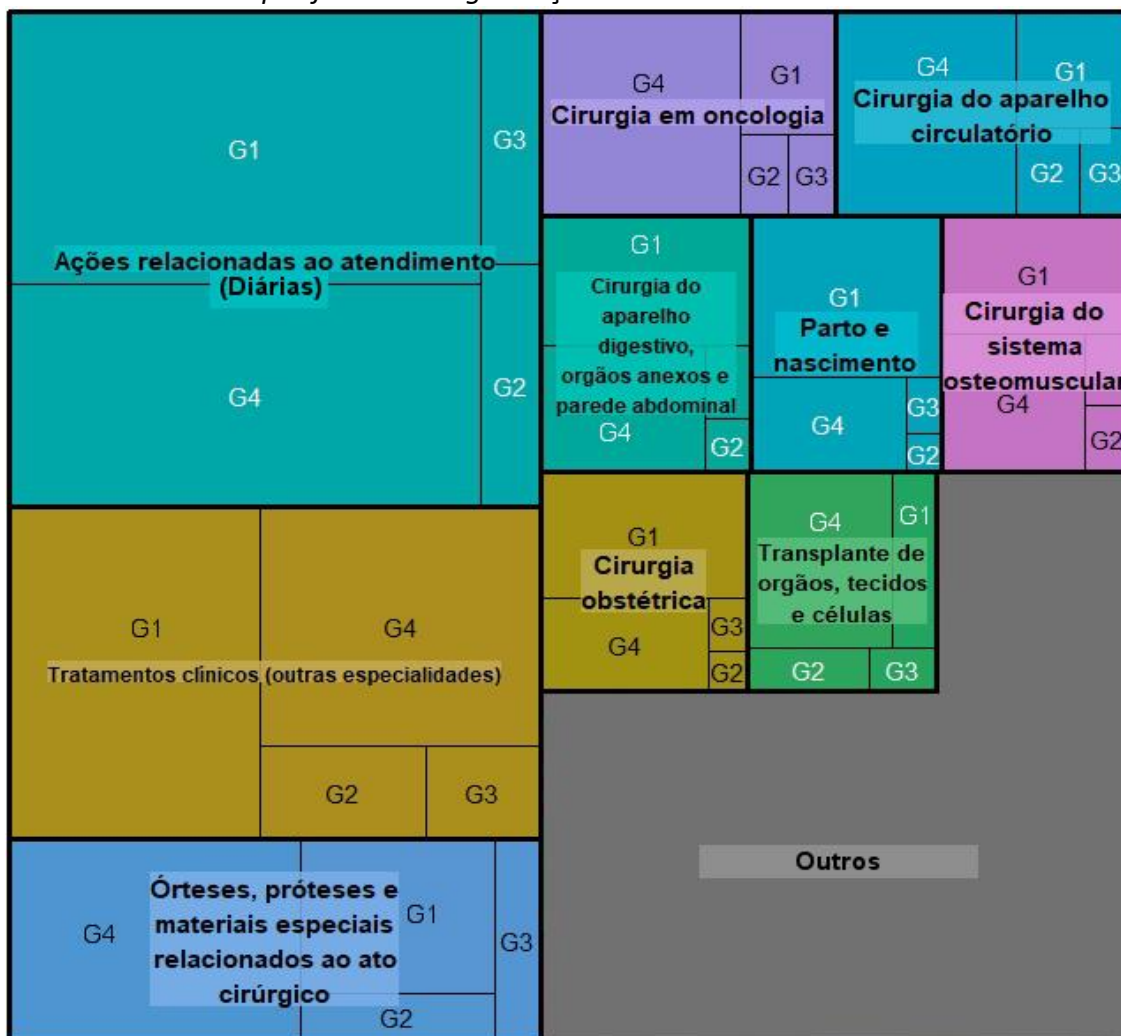 G1
G3
Ações relacionadas ao atendimento
(Diárias)
G4
G2
G4
G1
Cirurgia em oncologia
G2
G3
G4
G1
Cirurgia do aparelho
circulatório
G2
G3
G1
Cirurgia do
aparelho
digestivo,
orgãos anexos e
parede abdominal
G4
G2
G1
Parto e
nascimento
G4
G3
G2
G1
Cirurgia do
sistema
osteomuscular
G4
G2
G1
G4
Tratamentos clínicos (outras especialidades)
G2
G3
G1
Cirurgia
obstétrica
G4
G3
G2
G4
G1
Transplante de
orgãos, tecidos
e células
G2
G3
Órteses, próteses e
materiais especiais
relacionados ao ato
cirúrgico
G4
G1
G3
G2
Outros